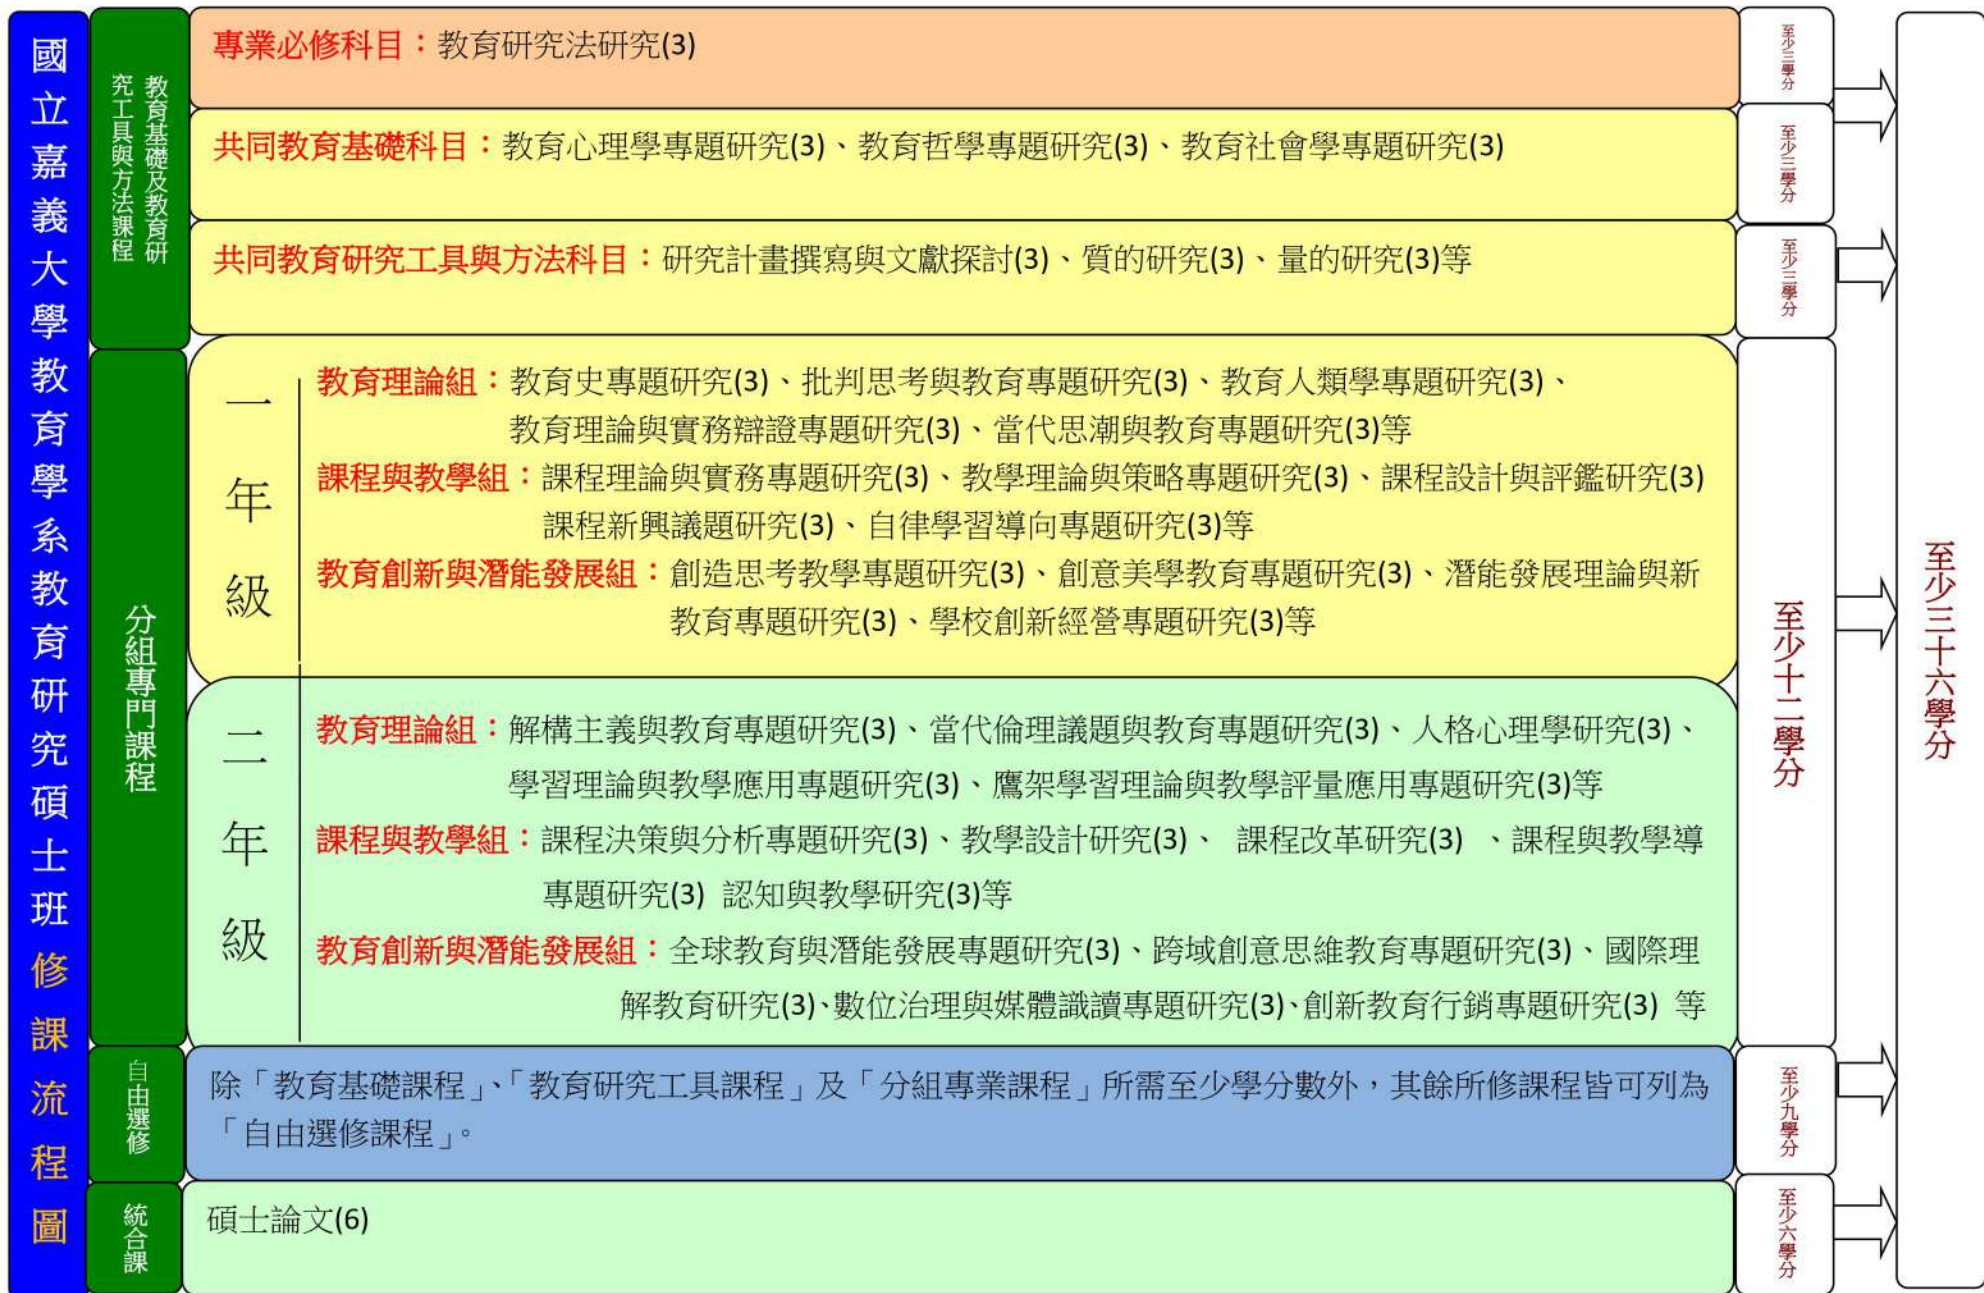 國立嘉義大學教育學系教育研究碩士班修課流程圖
教育基礎及教育研
究工具與方法課程
專業必修科目：教育研究法研究(3)
至少三學分
共同教育基礎科目：教育心理學專題研究(3)、教育哲學專題研究(3)、教育社會學專題研究(3)
至少三學分
共同教育研究工具與方法科目：研究計畫撰寫與文獻探討(3)、質的研究(3)、量的研究(3)等
至少三學分
分組專門課程
一年級
教育理論組：教育史專題研究(3)、批判思考與教育專題研究(3)、教育人類學專題研究(3)、
教育理論與實務辯證專題研究(3)、當代思潮與教育專題研究(3)等
課程與教學組：課程理論與實務專題研究(3)、教學理論與策略專題研究(3)、課程設計與評鑑研究(3)
課程新興議題研究(3)、自律學習導向專題研究(3)等
教育創新與潛能發展組：創造思考教學專題研究(3)、創意美學教育專題研究(3)、潛能發展理論與新
教育專題研究(3)、學校創新經營專題研究(3)等
二年級
教育理論組：解構主義與教育專題研究(3)、當代倫理議題與教育專題研究(3)、人格心理學研究(3)、
學習理論與教學應用專題研究(3)、鷹架學習理論與教學評量應用專題研究(3)等
課程與教學組：課程決策與分析專題研究(3)、教學設計研究(3)、 課程改革研究(3) 、課程與教學導
專題研究(3) 認知與教學研究(3)等
教育創新與潛能發展組：全球教育與潛能發展專題研究(3)、跨域創意思維教育專題研究(3)、國際理
解教育研究(3)、數位治理與媒體識讀專題研究(3)、創新教育行銷專題研究(3) 等
至少十二學分
自由選修
除「教育基礎課程」、「教育研究工具課程」及「分組專業課程」所需至少學分數外，其餘所修課程皆可列為
「自由選修課程」。
至少九學分
統合課
碩士論文(6)
至少六學分
至少三十六學分